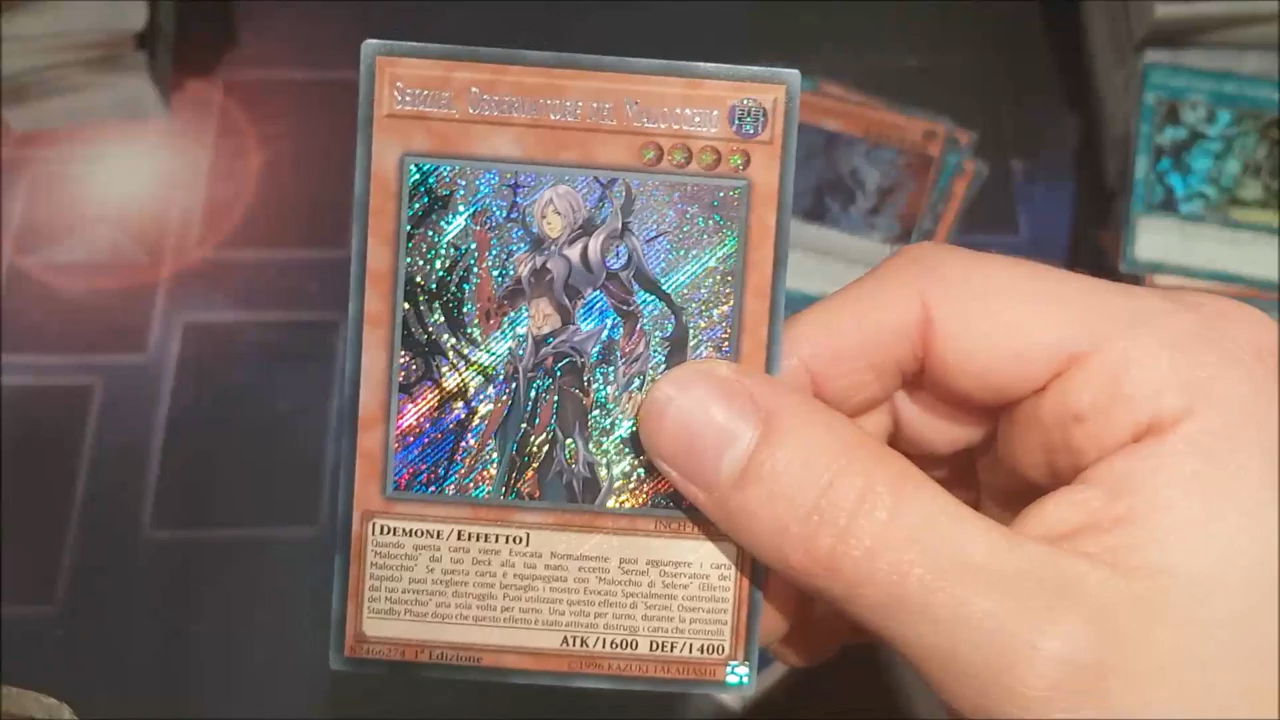 Serziel, Osservatore del Malocchio
闇
INCH-IT
[Demone/Effetto]
Quando questa carta viene Evocata Normalmente: puoi aggiungere 1 carta
"Malocchio" dal tuo Deck alla tua mano, eccetto "Serziel, Osservatore del
Malocchio" Se questa carta è equipaggiata con "Malocchio di Selene" (Effetto
Rapido) puoi scegliere come bersaglio 1 mostro Evocato Specialmente controllato
dal tuo avversario; distruggilo. Puoi utilizzare questo effetto di "Serziel, Osservatore
del Malocchio" una sola volta per turno. Una volta per turno, durante la prossima
Standby Phase dopo che questo effetto è stato attivato: distruggi 1 carta che controlli.
ATK/1600 DEF/1400
82466274 1ª Edizione
©1996 KAZUKI TAKAHASHI